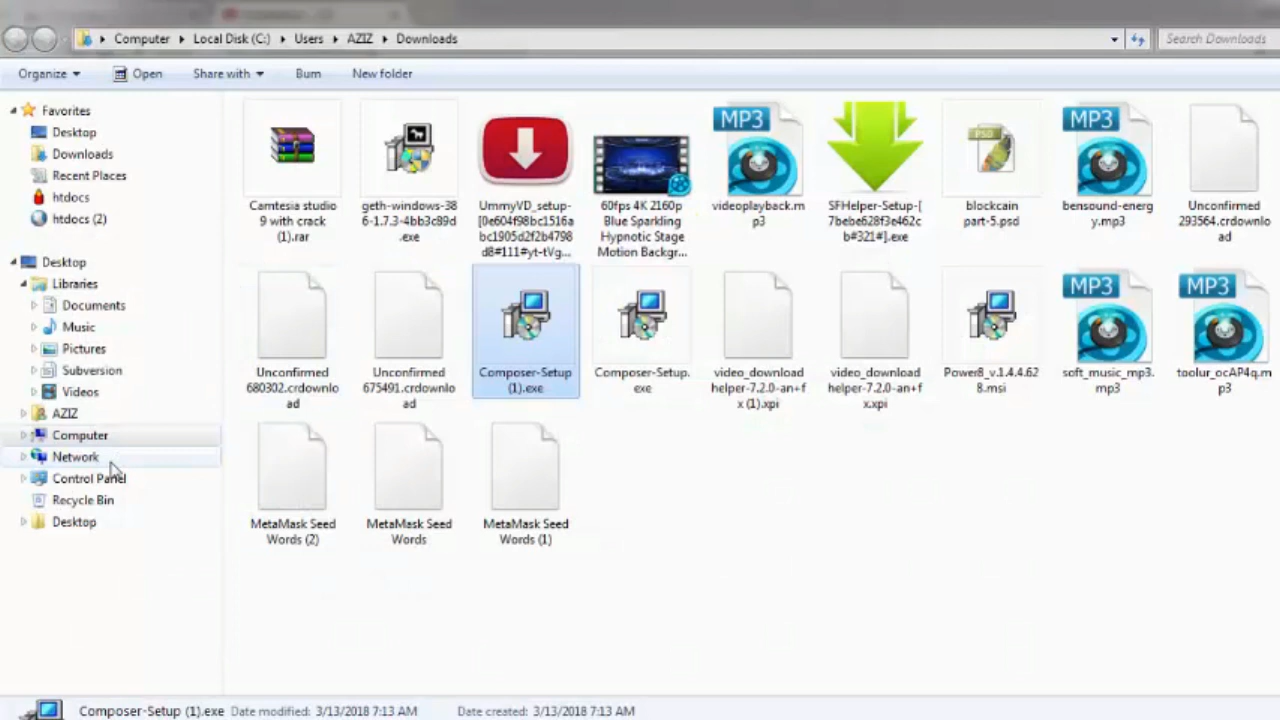 Computer Local Disk (C:) Users AZIZ Downloads
Search Downloads
Organize Open Share with Burn New folder
Favorites
Desktop
Downloads
Recent Places
htdocs
htdocs (2)
Desktop
Libraries
Documents
Music
Pictures
Subversion
Videos
AZIZ
Computer
Network
Control Panel
Recycle Bin
Desktop
MP3
MP3
PSD
Camtesia studio
9 with crack
(1).rar
geth-windows-38
6-1.7.3-4bb3c89d
.exe
UmmyVD_setup-
[0e604f98bc1516a
bc1905d2f2b4798
d8#111#yt-tVg...
60fps 4K 2160p
Blue Sparkling
Hypnotic Stage
Motion Backgr...
videoplayback.m
p3
SFHelper-Setup-[
7bebe628f3e462c
b#321#].exe
blockcain
part-5.psd
bensound-energ
y.mp3
Unconfirmed
293564.crdownlo
ad
MP3
MP3
Unconfirmed
680302.crdownlo
ad
Unconfirmed
675491.crdownlo
ad
Composer-Setup
(1).exe
Composer-Setup.
exe
video_download
helper-7.2.0-an+f
x (1).xpi
video_download
helper-7.2.0-an+f
x.xpi
Power8_v.1.4.4.62
8.msi
soft_music_mp3.
mp3
toolur_ocAP4q.m
p3
MetaMask Seed
Words (2)
MetaMask Seed
Words
MetaMask Seed
Words (1)
Composer-Setup (1).exe Date modified: 3/13/2018 7:13 AM Date created: 3/13/2018 7:13 AM